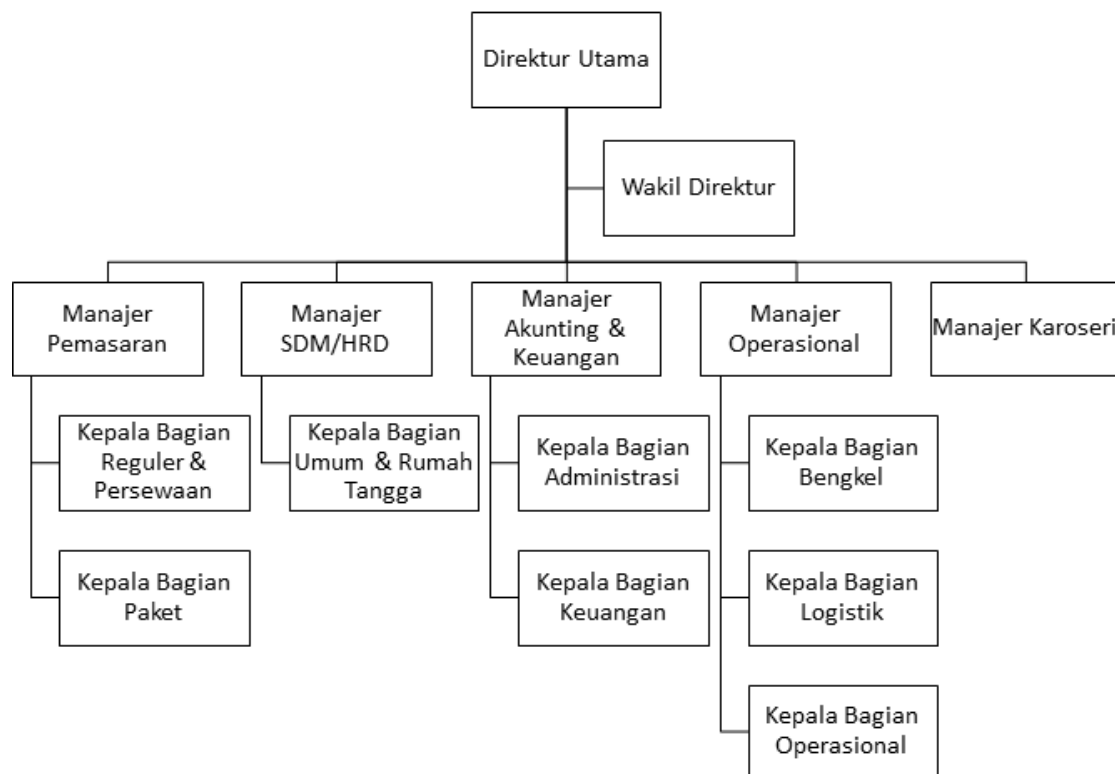 Direktur Utama
Wakil Direktur
Manajer
Pemasaran
Manajer
SDM/HRD
Manajer
Akunting &
Keuangan
Manajer
Operasional
Manajer Karoseri
Kepala Bagian
Reguler &
Persewaan
Kepala Bagian
Umum & Rumah
Tangga
Kepala Bagian
Administrasi
Kepala Bagian
Bengkel
Kepala Bagian
Paket
Kepala Bagian
Keuangan
Kepala Bagian
Logistik
Kepala Bagian
Operasional